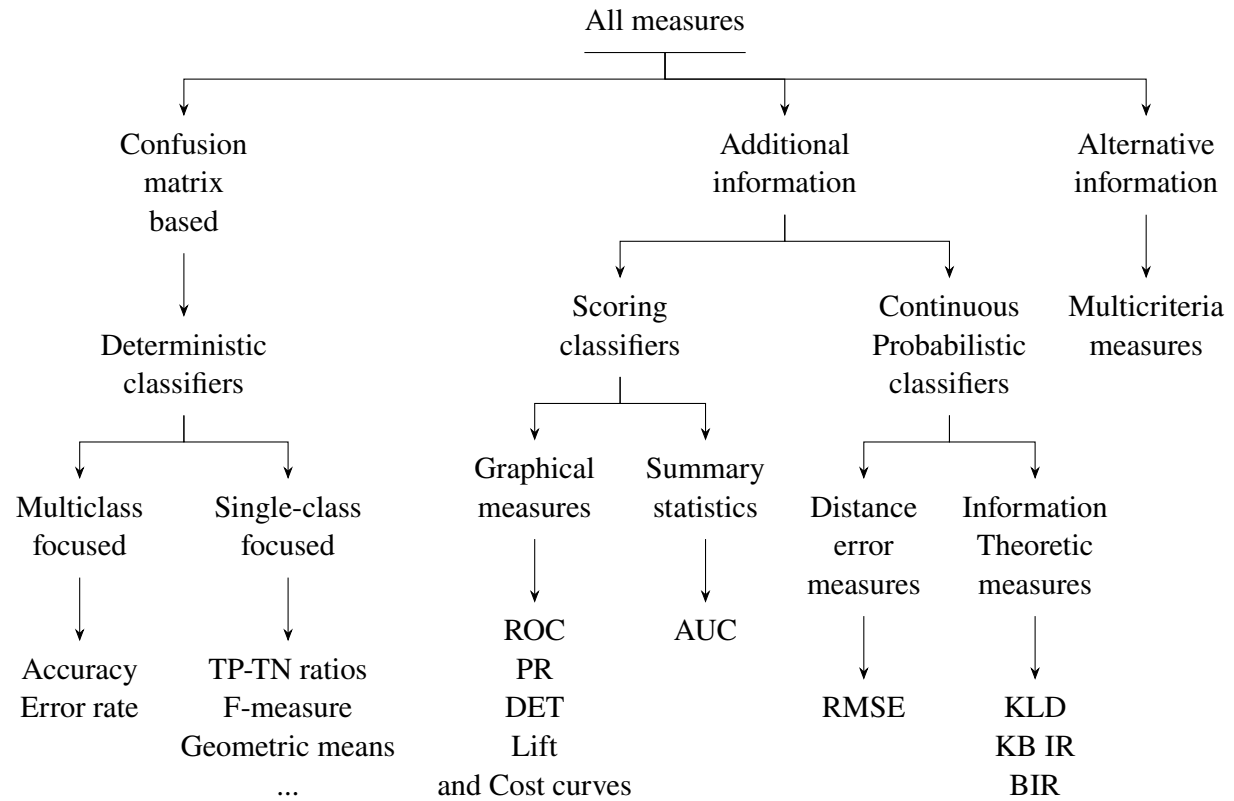 All measures
Confusion
matrix
based
Additional
information
Alternative
information
Deterministic
classifiers
Scoring
classifiers
Continuous
Probabilistic
classifiers
Multicriteria
measures
Multiclass
focused
Single-class
focused
Graphical
measures
Summary
statistics
Distance
error
measures
Information
Theoretic
measures
Accuracy
Error rate
TP-TN ratios
F-measure
Geometric means
...
ROC
PR
DET
Lift
and Cost curves
AUC
RMSE
KLD
KB IR
BIR